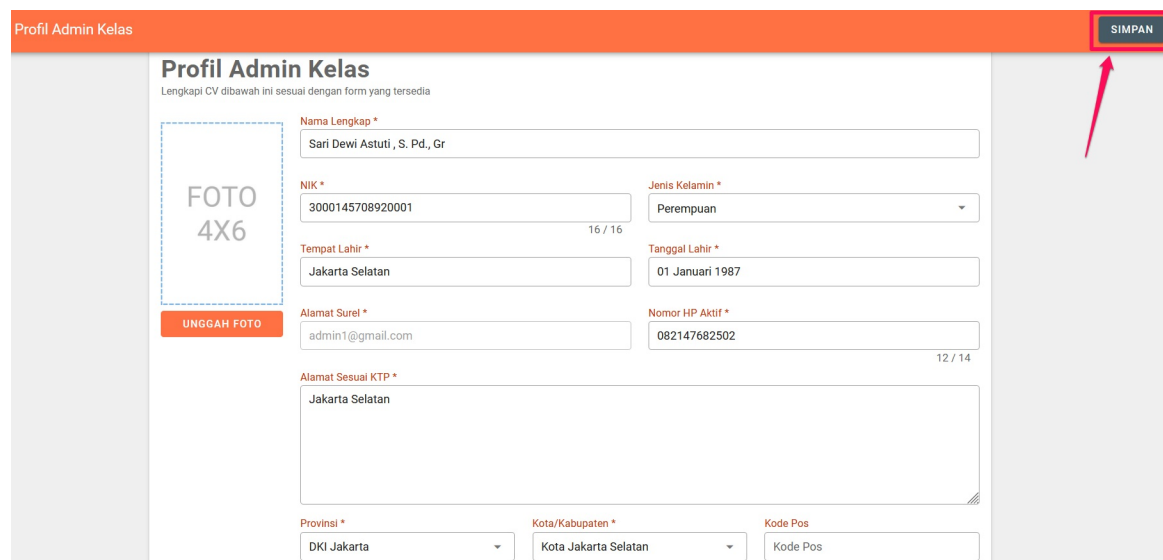 Profil Admin Kelas
SIMPAN
Profil Admin Kelas
Lengkapi CV dibawah ini sesuai dengan form yang tersedia
FOTO
4X6
UNGGAH FOTO
Nama Lengkap *
Sari Dewi Astuti , S. Pd., Gr
NIK *
3000145708920001
16 / 16
Jenis Kelamin *
Perempuan
Tempat Lahir *
Jakarta Selatan
Tanggal Lahir *
01 Januari 1987
Alamat Surel *
admin1@gmail.com
Nomor HP Aktif *
082147682502
12 / 14
Alamat Sesuai KTP *
Jakarta Selatan
Provinsi *
DKI Jakarta
Kota/Kabupaten *
Kota Jakarta Selatan
Kode Pos
Kode Pos